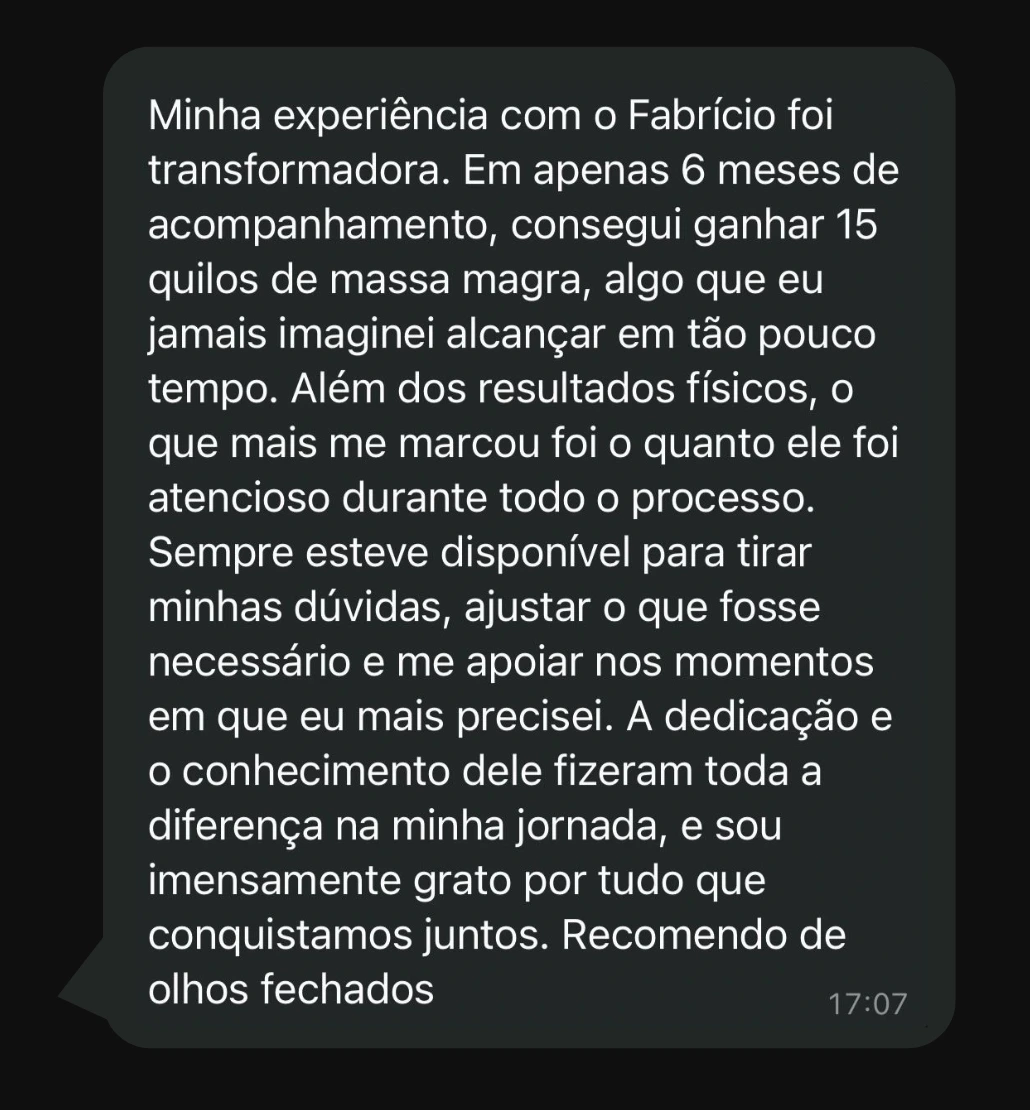 Minha experiência com o Fabrício foi
transformadora. Em apenas 6 meses de
acompanhamento, consegui ganhar 15
quilos de massa magra, algo que eu
jamais imaginei alcançar em tão pouco
tempo. Além dos resultados físicos, o
que mais me marcou foi o quanto ele foi
atencioso durante todo o processo.
Sempre esteve disponível para tirar
minhas dúvidas, ajustar o que fosse
necessário e me apoiar nos momentos
em que eu mais precisei. A dedicação e
o conhecimento dele fizeram toda a
diferença na minha jornada, e sou
imensamente grato por tudo que
conquistamos juntos. Recomendo de
olhos fechados
17:07